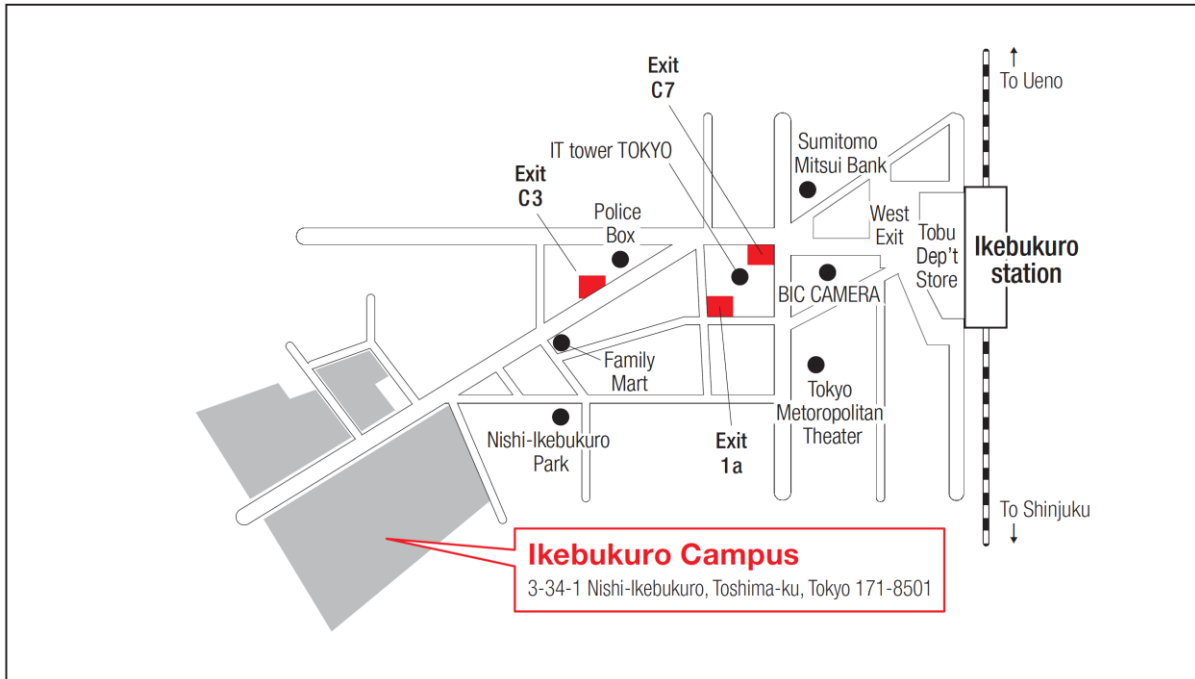 To Ueno
Exit
C7
IT tower TOKYO
Sumitomo
Mitsui Bank
Exit
C3
Police
Box
West
Exit
Tobu
Dep't
Store
Ikebukuro
station
BIC CAMERA
Family
Mart
Tokyo
Metoropolitan
Theater
Nishi-Ikebukuro
Park
Exit
1a
To Shinjuku
Ikebukuro Campus
3-34-1 Nishi-Ikebukuro, Toshima-ku, Tokyo 171-8501